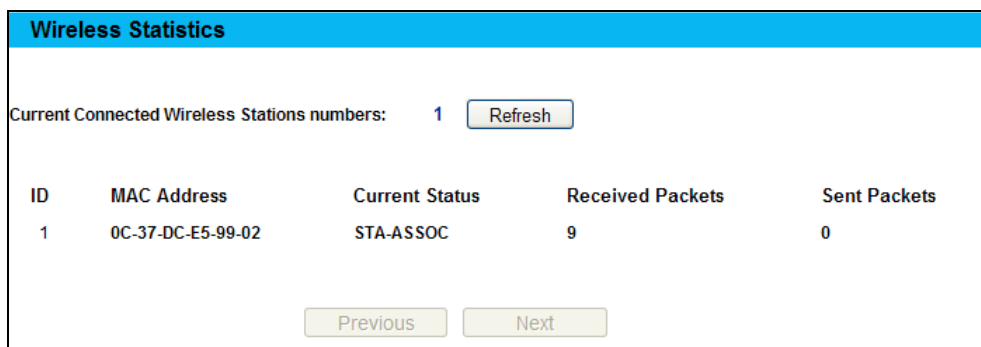 Wireless Statistics
Current Connected Wireless Stations numbers: 1 Refresh
ID MAC Address Current Status Received Packets Sent Packets
1 0C-37-DC-E5-99-02 STA-ASSOC 9 0
Previous Next